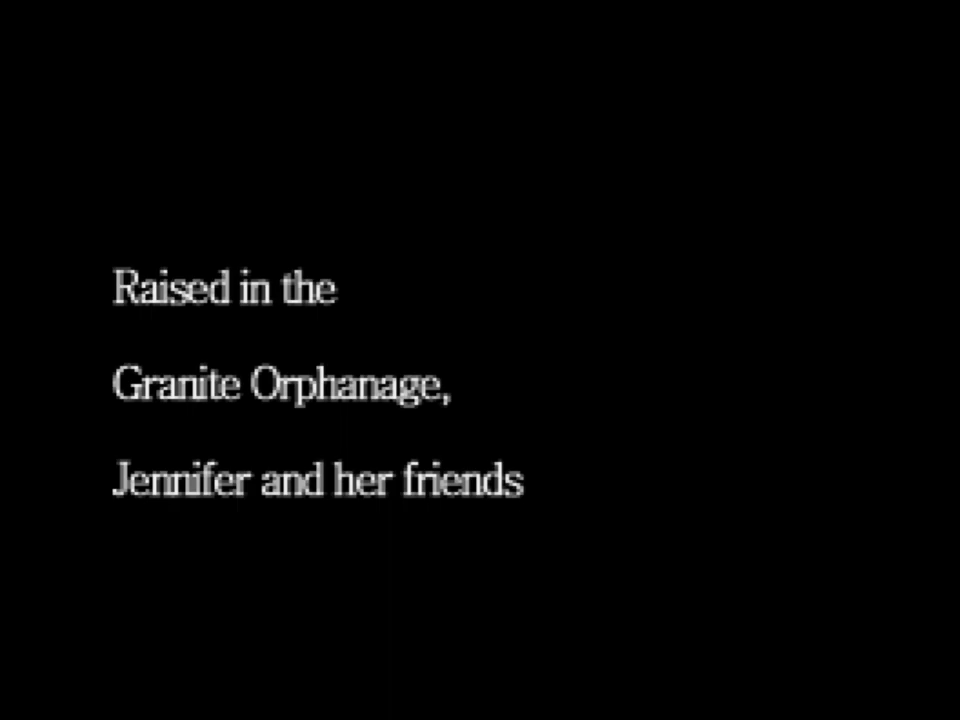 Raised in the
Granite Orphanage,
Jennifer and her friends